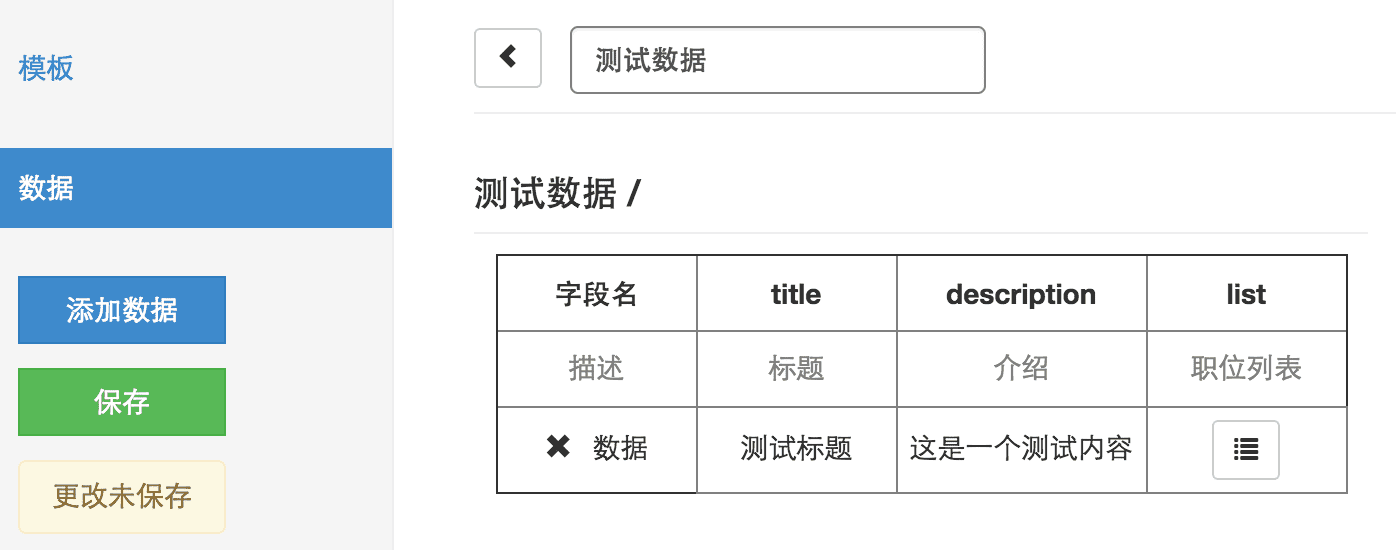 模板
数据
添加数据
保存
更改未保存
测试数据
测试数据 /
字段名 title description list
描述 标题 介绍 职位列表
数据 测试标题 这是一个测试内容